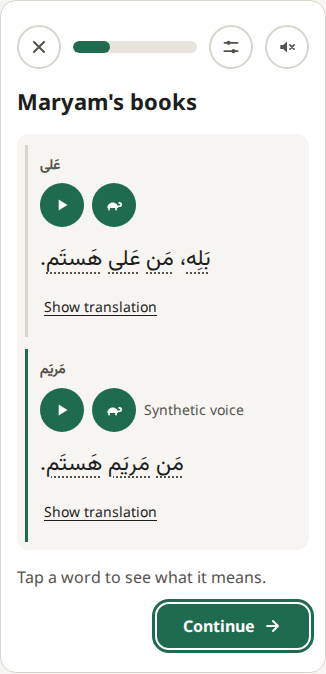 Maryam's books
عَلی
بَلِه، مَن عَلی هَستَم.
Show translation
مَریَم
Synthetic voice
مَن مَریَم هَستَم.
Show translation
Tap a word to see what it means.
Continue